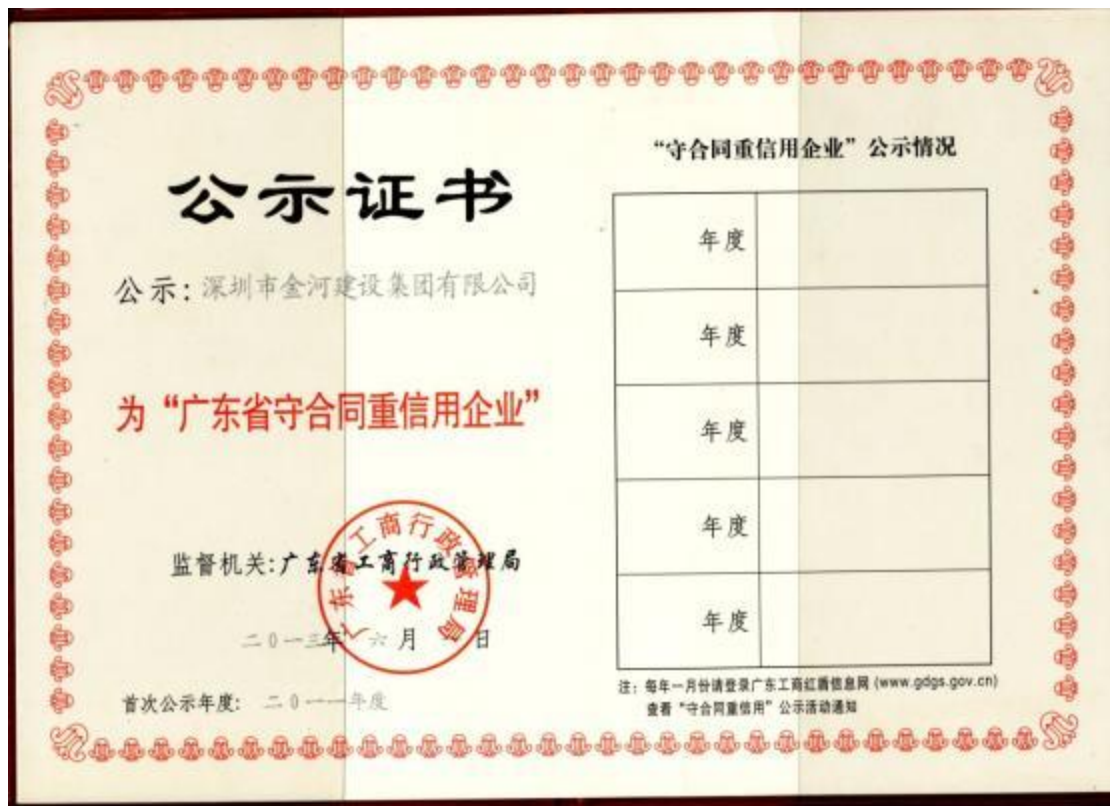 公示证书
公示：深圳市金河建设集团有限公司
为“广东省守合同重信用企业”
监督机关：广东省工商行政管理局
二0一三年 六月 日
首次公示年度：二0一一年度
广东省工商行政管理局
“守合同重信用企业”公示情况
年度
年度
年度
年度
年度
注：每年一月份请登录广东工商红盾信息网(www.gdgs.gov.cn)
查看“守合同重信用”公示活动通知